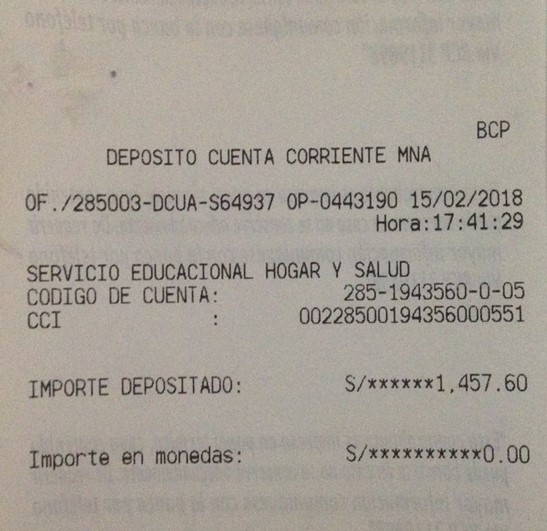 BCP
DEPOSITO CUENTA CORRIENTE MNA
OF./285003-DCUA-S64937 OP-0443190 15/02/2018
Hora:17:41:29
SERVICIO EDUCACIONAL HOGAR Y SALUD
CODIGO DE CUENTA: 285-1943560-0-05
CCI : 00228500194356000551
IMPORTE DEPOSITADO: S/******1,457.60
Importe en monedas: S/**********0.00